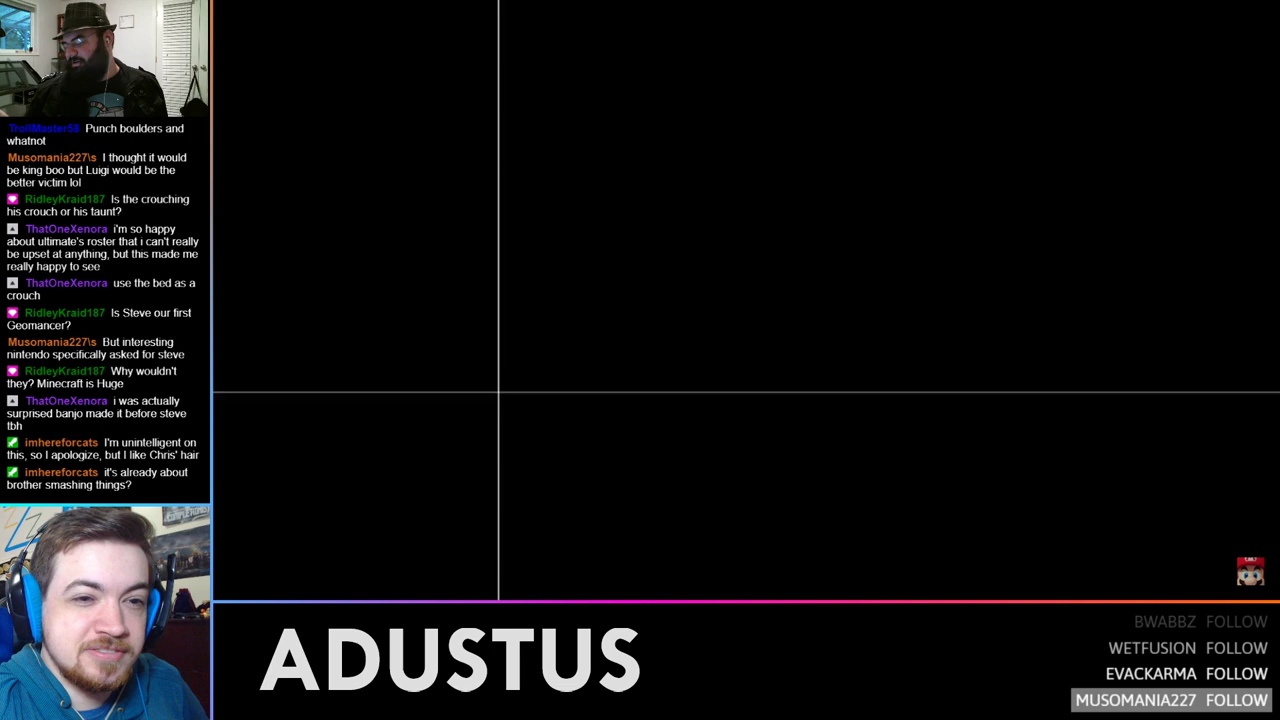 TrollMaster58 Punch boulders and
whatnot
Musomania227\s I thought it would
be king boo but Luigi would be the
better victim lol
RidleyKraid187 Is the crouching
his crouch or his taunt?
ThatOneXenora i'm so happy
about ultimate's roster that i can't really
be upset at anything, but this made me
really happy to see
ThatOneXenora use the bed as a
crouch
RidleyKraid187 Is Steve our first
Geomancer?
Musomania227\s But interesting
nintendo specifically asked for steve
RidleyKraid187 Why wouldn't
they? Minecraft is Huge
ThatOneXenora i was actually
surprised banjo made it before steve
tbh
imhereforcats I'm unintelligent on
this, so I apologize, but I like Chris' hair
imhereforcats it's already about
brother smashing things?
ADUSTUS
BWABBZ FOLLOW
WETFUSION FOLLOW
EVACKARMA FOLLOW
MUSOMANIA227 FOLLOW